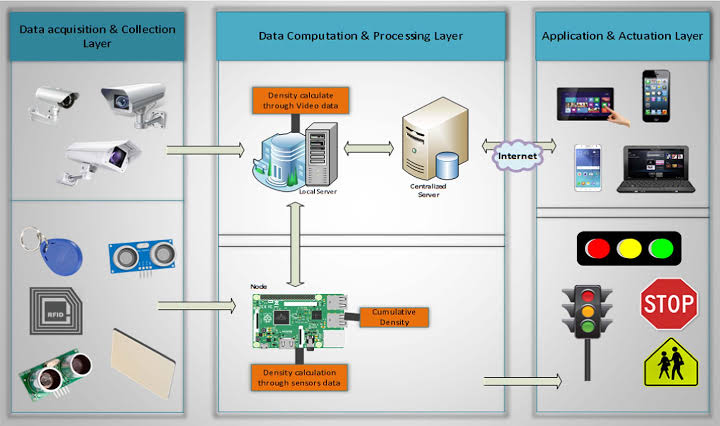 Data acquisition & Collection
Layer
Data Computation & Processing Layer
Application & Actuation Layer
Density calculate
through Video data
Local Server
Centralized
Server
Internet
Node
RFID
Cumulative
Density
Density calculation
through sensors data
STOP